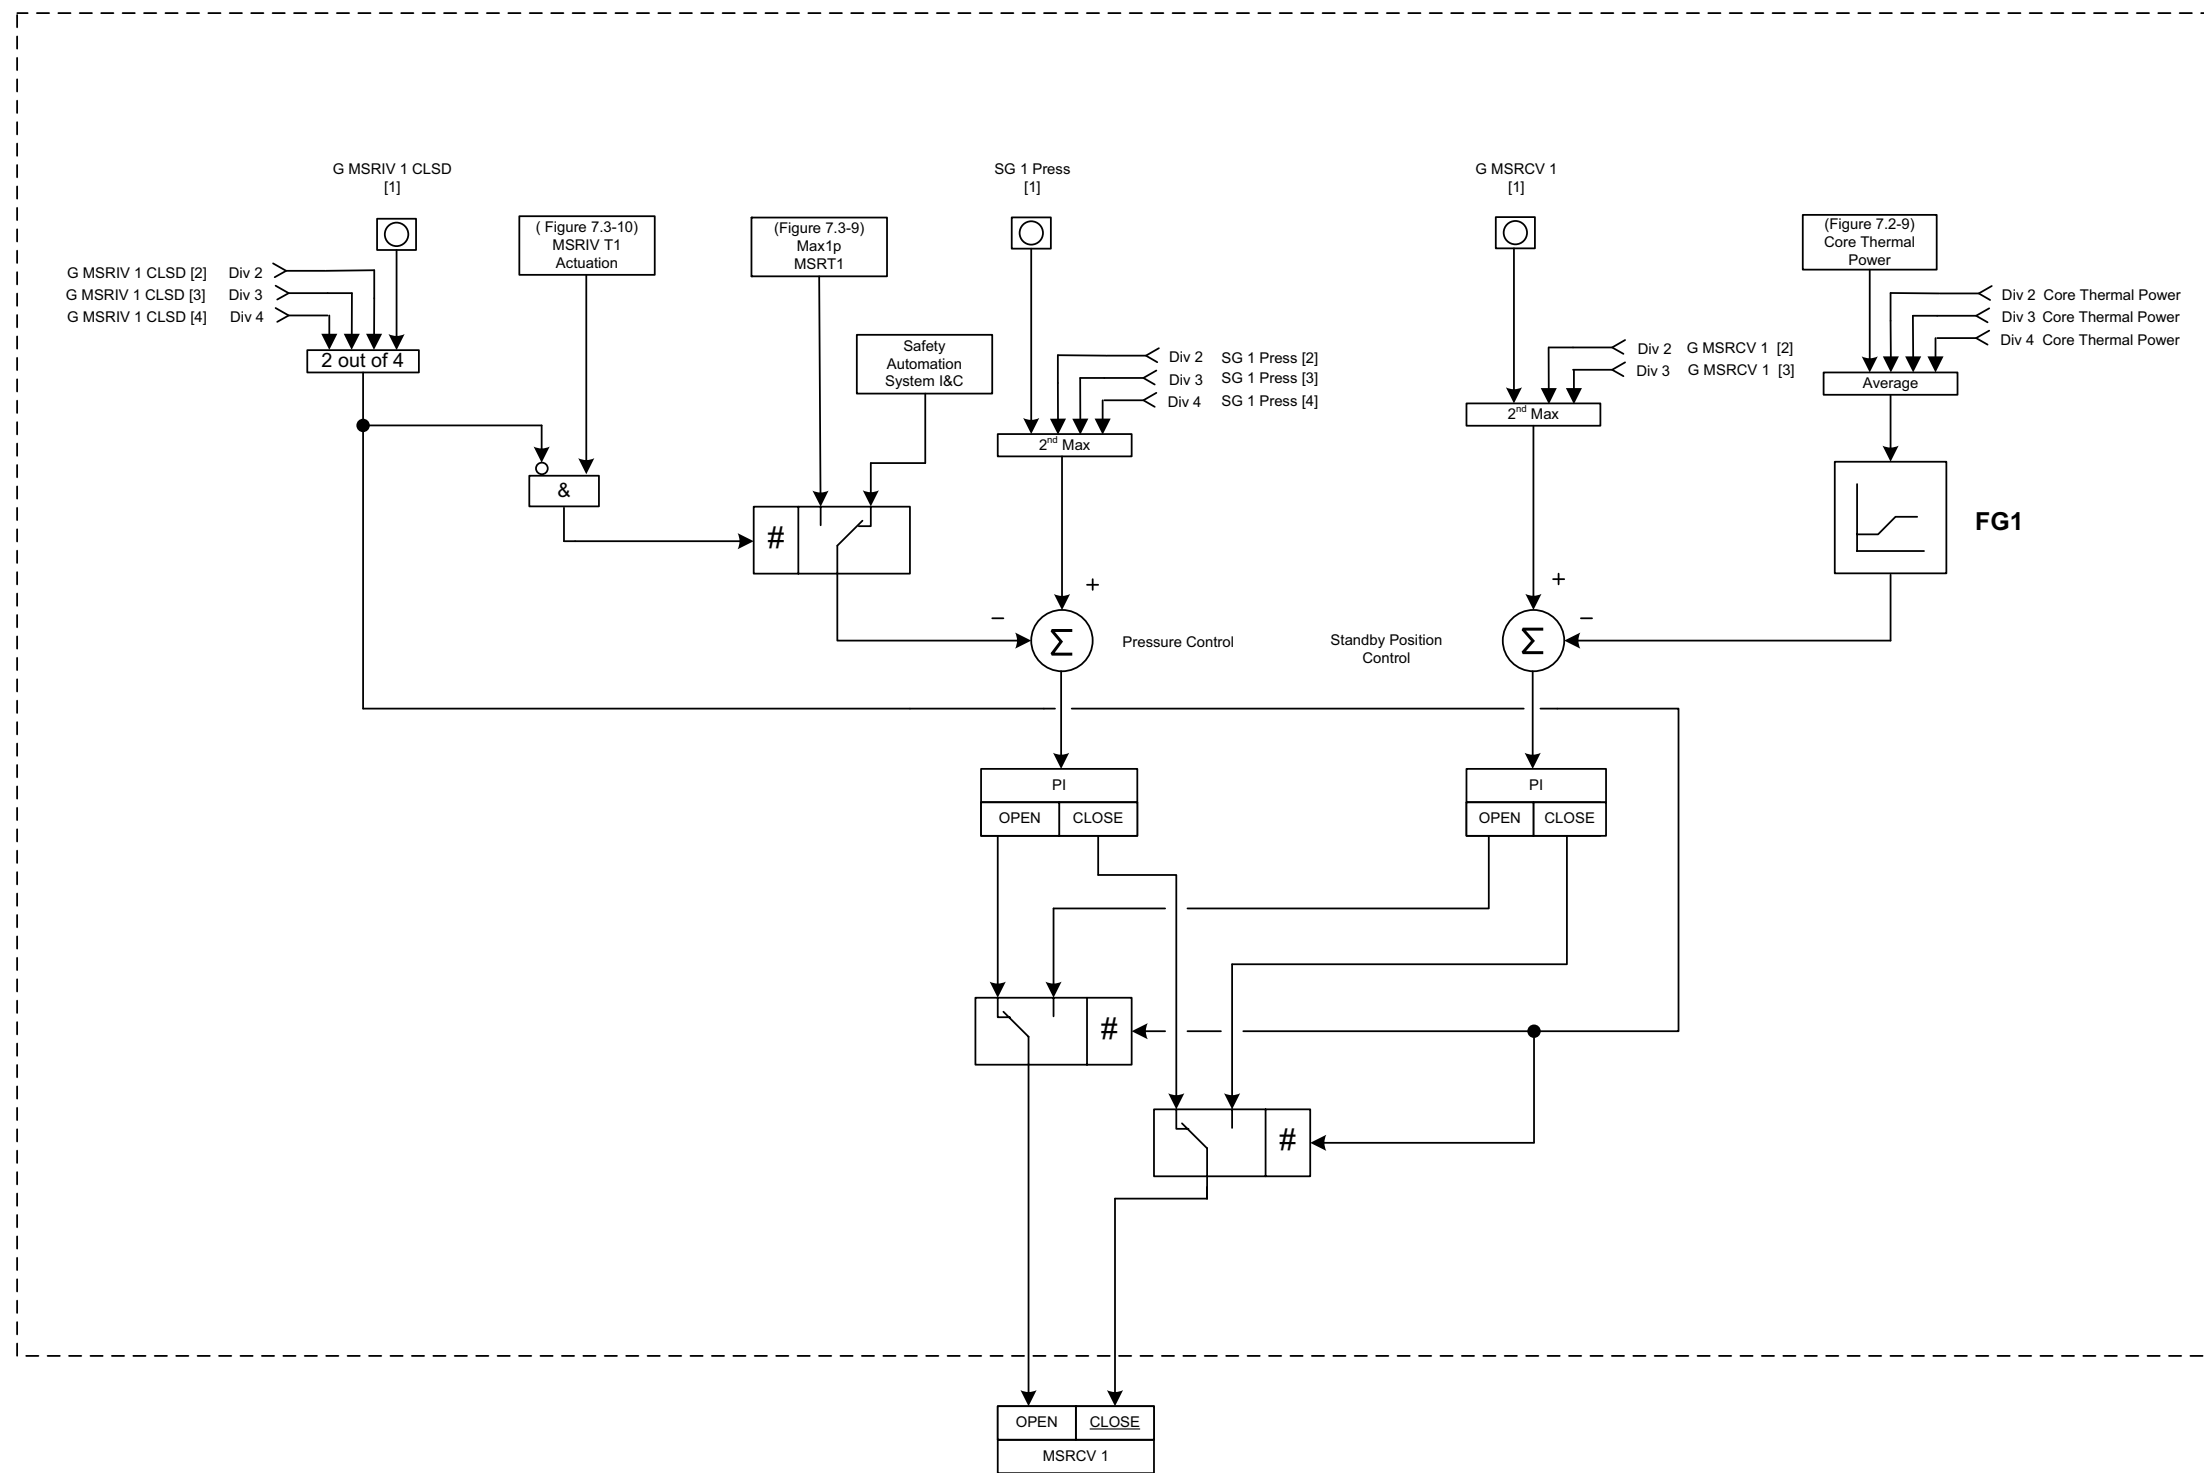 G MSRIV 1 CLSD
[1]
SG 1 Press
[1]
G MSRCV 1
[1]
( Figure 7.3-10)
MSRIV T1
Actuation
(Figure 7.3-9)
Max1p
MSRT1
(Figure 7.2-9)
Core Thermal
Power
G MSRIV 1 CLSD [2] Div 2
G MSRIV 1 CLSD [3] Div 3
G MSRIV 1 CLSD [4] Div 4
2 out of 4
Safety
Automation
System I&C
Div 2 SG 1 Press [2]
Div 3 SG 1 Press [3]
Div 4 SG 1 Press [4]
2nd Max
Div 2 G MSRCV 1 [2]
Div 3 G MSRCV 1 [3]
2nd Max
Div 2 Core Thermal Power
Div 3 Core Thermal Power
Div 4 Core Thermal Power
Average
&
#
FG1
+
−
Σ
Pressure Control
Standby Position
Control
+
−
Σ
PI
OPEN CLOSE
PI
OPEN CLOSE
#
#
OPEN CLOSE
MSRCV 1